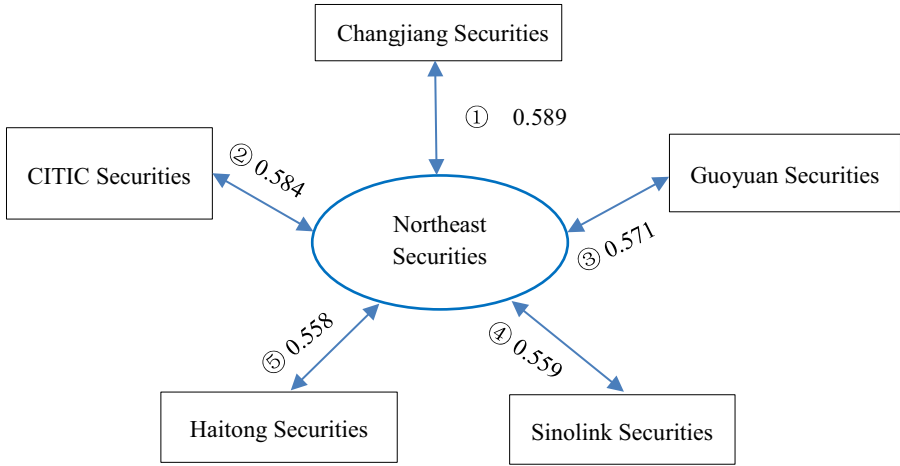 Changjiang Securities
① 0.589
② 0.584
CITIC Securities
Guoyuan Securities
Northeast
Securities
③ 0.571
⑤ 0.558
④ 0.559
Haitong Securities
Sinolink Securities